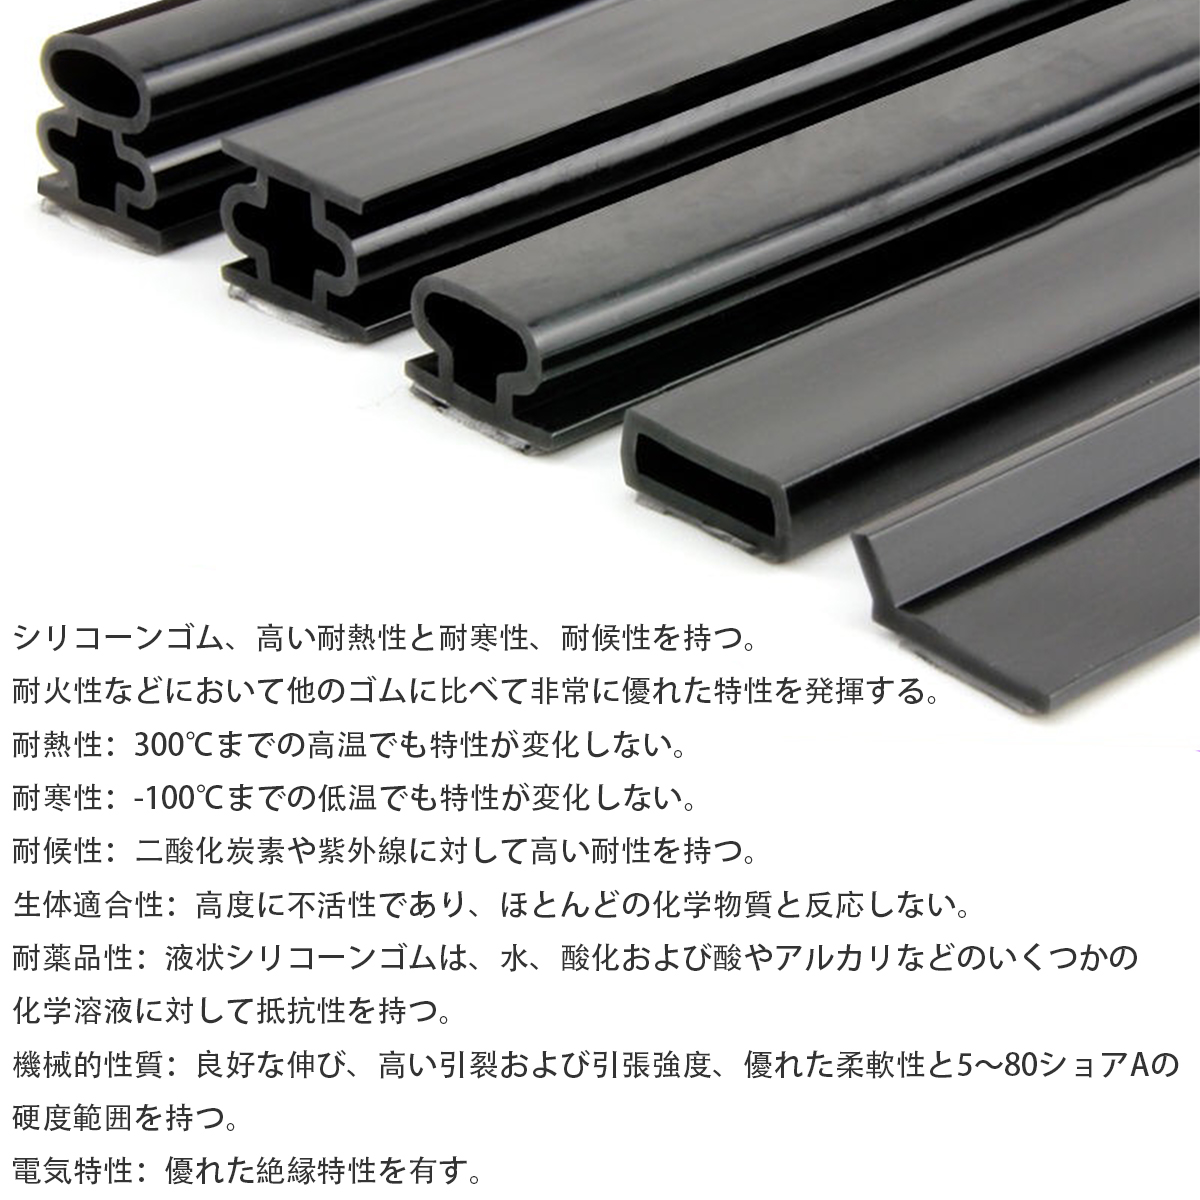 シリコーンゴム、高い耐熱性と耐寒性、耐候性を持つ。
耐火性などにおいて他のゴムに比べて非常に優れた特性を発揮する。
耐熱性：300℃までの高温でも特性が変化しない。
耐寒性：-100℃までの低温でも特性が変化しない。
耐候性：二酸化炭素や紫外線に対して高い耐性を持つ。
生体適合性：高度に不活性であり、ほとんどの化学物質と反応しない。
耐薬品性：液状シリコーンゴムは、水、酸化および酸やアルカリなどのいくつかの
化学溶液に対して抵抗性を持つ。
機械的性質：良好な伸び、高い引裂および引張強度、優れた柔軟性と5～80ショアAの
硬度範囲を持つ。
電気特性：優れた絶縁特性を有す。